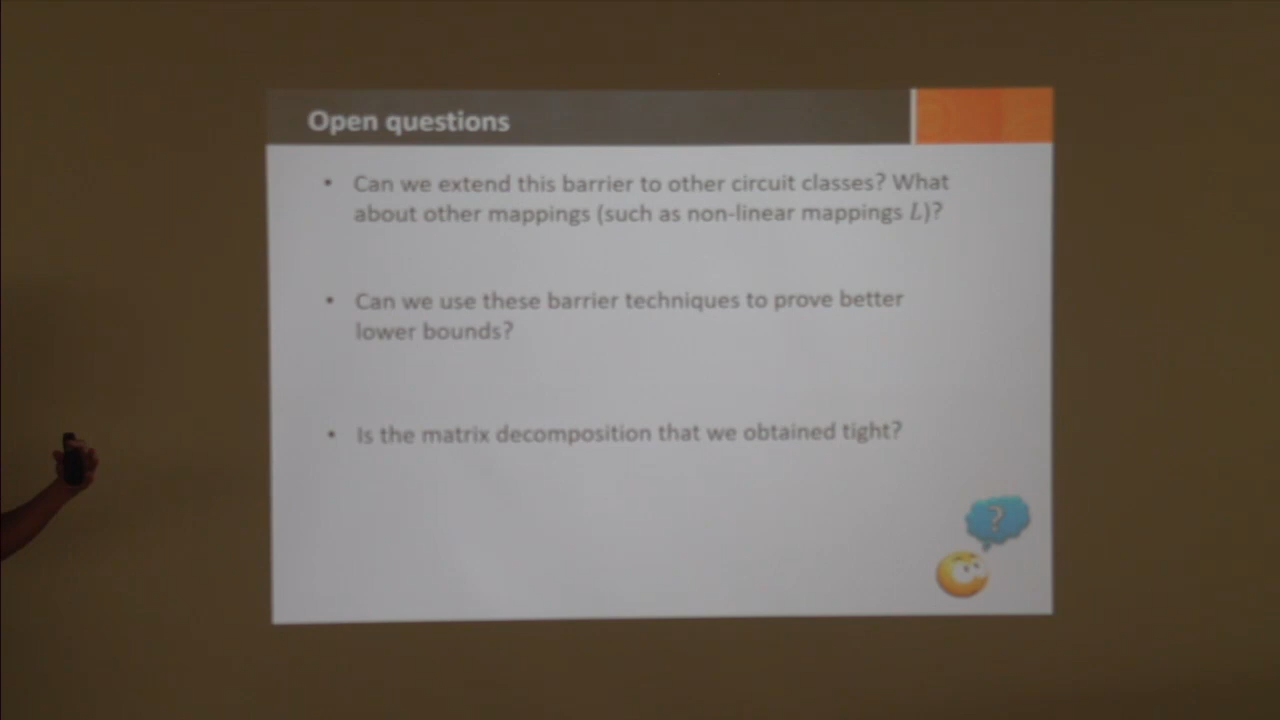 Open questions
• Can we extend this barrier to other circuit classes? What
about other mappings (such as non-linear mappings L)?
• Can we use these barrier techniques to prove better
lower bounds?
• Is the matrix decomposition that we obtained tight?
?